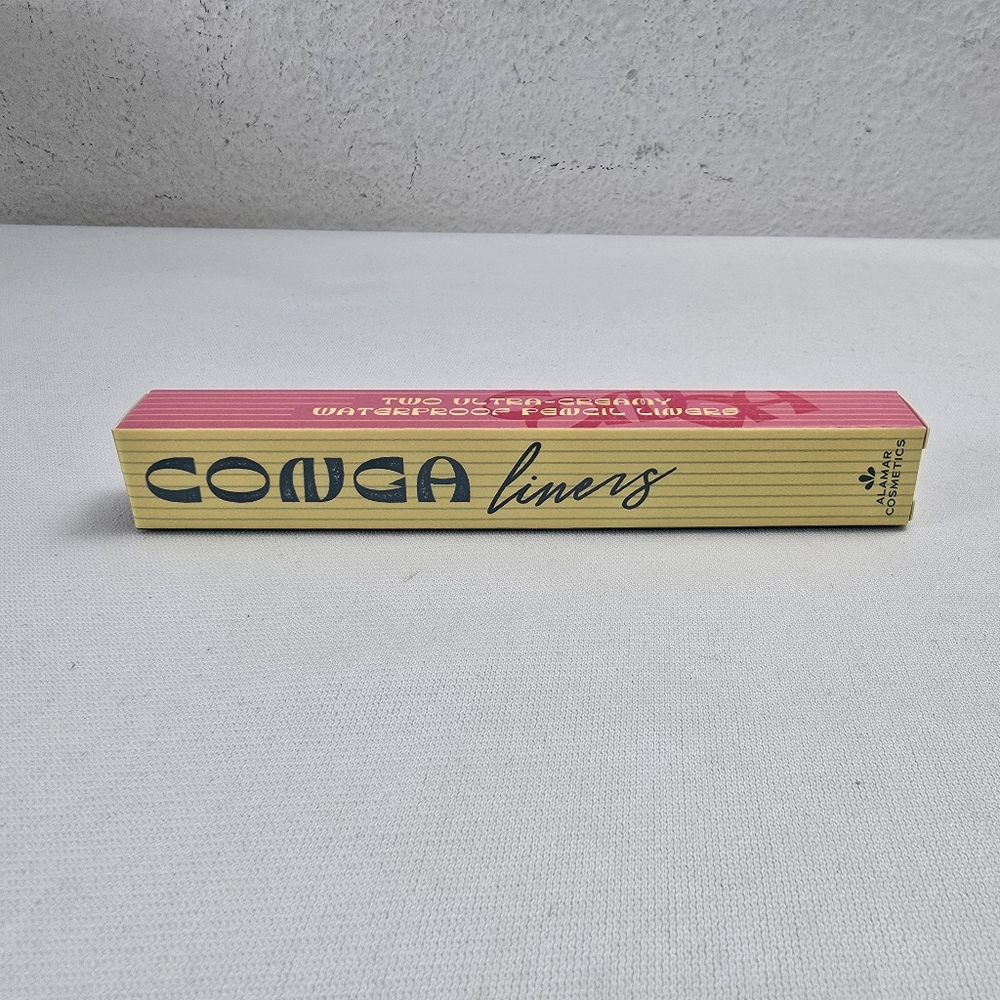 TWO ULTRA-CREAMY
WATERPROOF PENCIL LINERS
CONGA liners
ALAMAR
COSMETICS